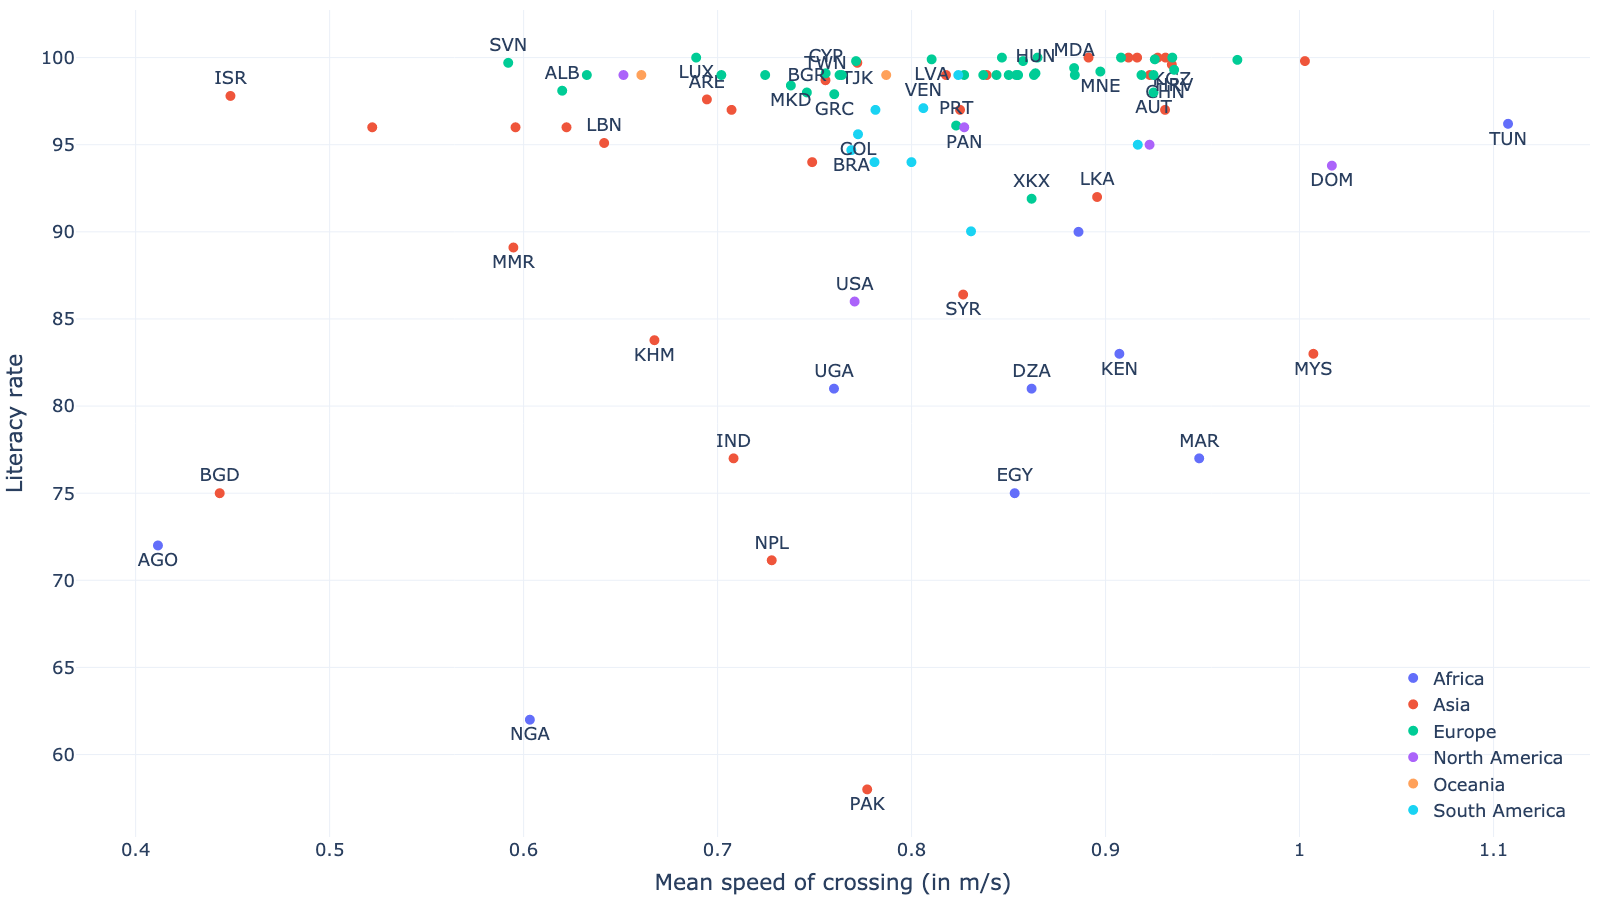 100
95
90
85
80
75
70
65
60
Literacy rate
SVN
ISR
ALB
LUX
ARE
CYP
TWN
BGR
TJK
MKD
GRC
LVA
VEN
HUN
MDA
MNE
KGZ
HRV
CHN
AUT
PRT
PAN
LBN
COL
BRA
TUN
DOM
XKX
LKA
MMR
USA
SYR
KHM
UGA
DZA
KEN
MYS
IND
MAR
BGD
EGY
AGO
NPL
NGA
PAK
Africa
Asia
Europe
North America
Oceania
South America
0.4
0.5
0.6
0.7
0.8
0.9
1
1.1
Mean speed of crossing (in m/s)